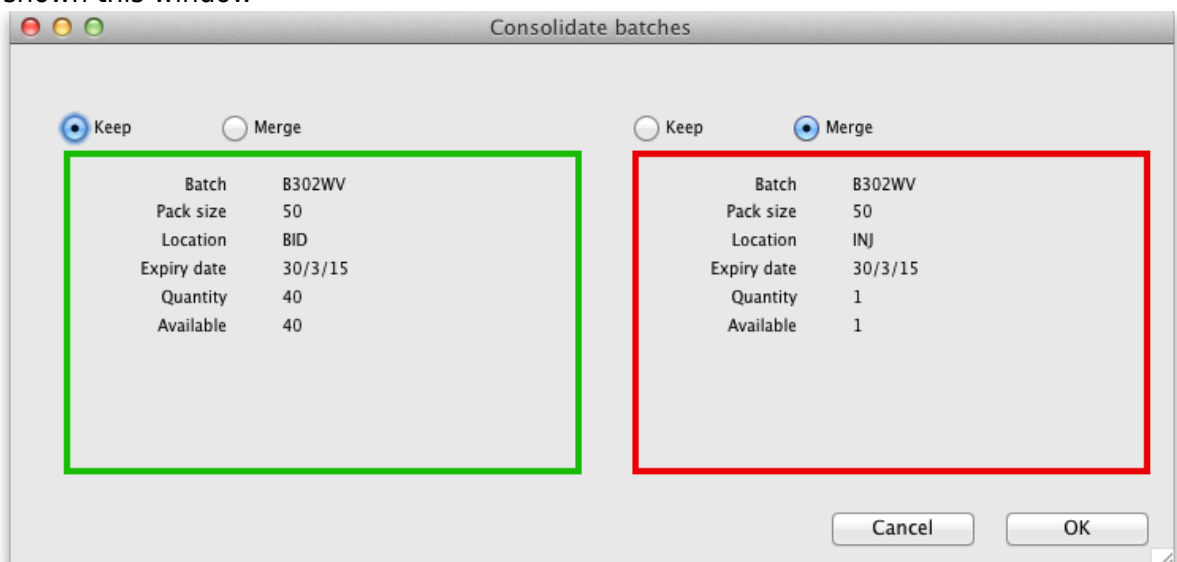 shown this window
Consolidate batches
Keep Merge
Batch B302WV
Pack size 50
Location BID
Expiry date 30/3/15
Quantity 40
Available 40
Keep Merge
Batch B302WV
Pack size 50
Location INJ
Expiry date 30/3/15
Quantity 1
Available 1
Cancel OK